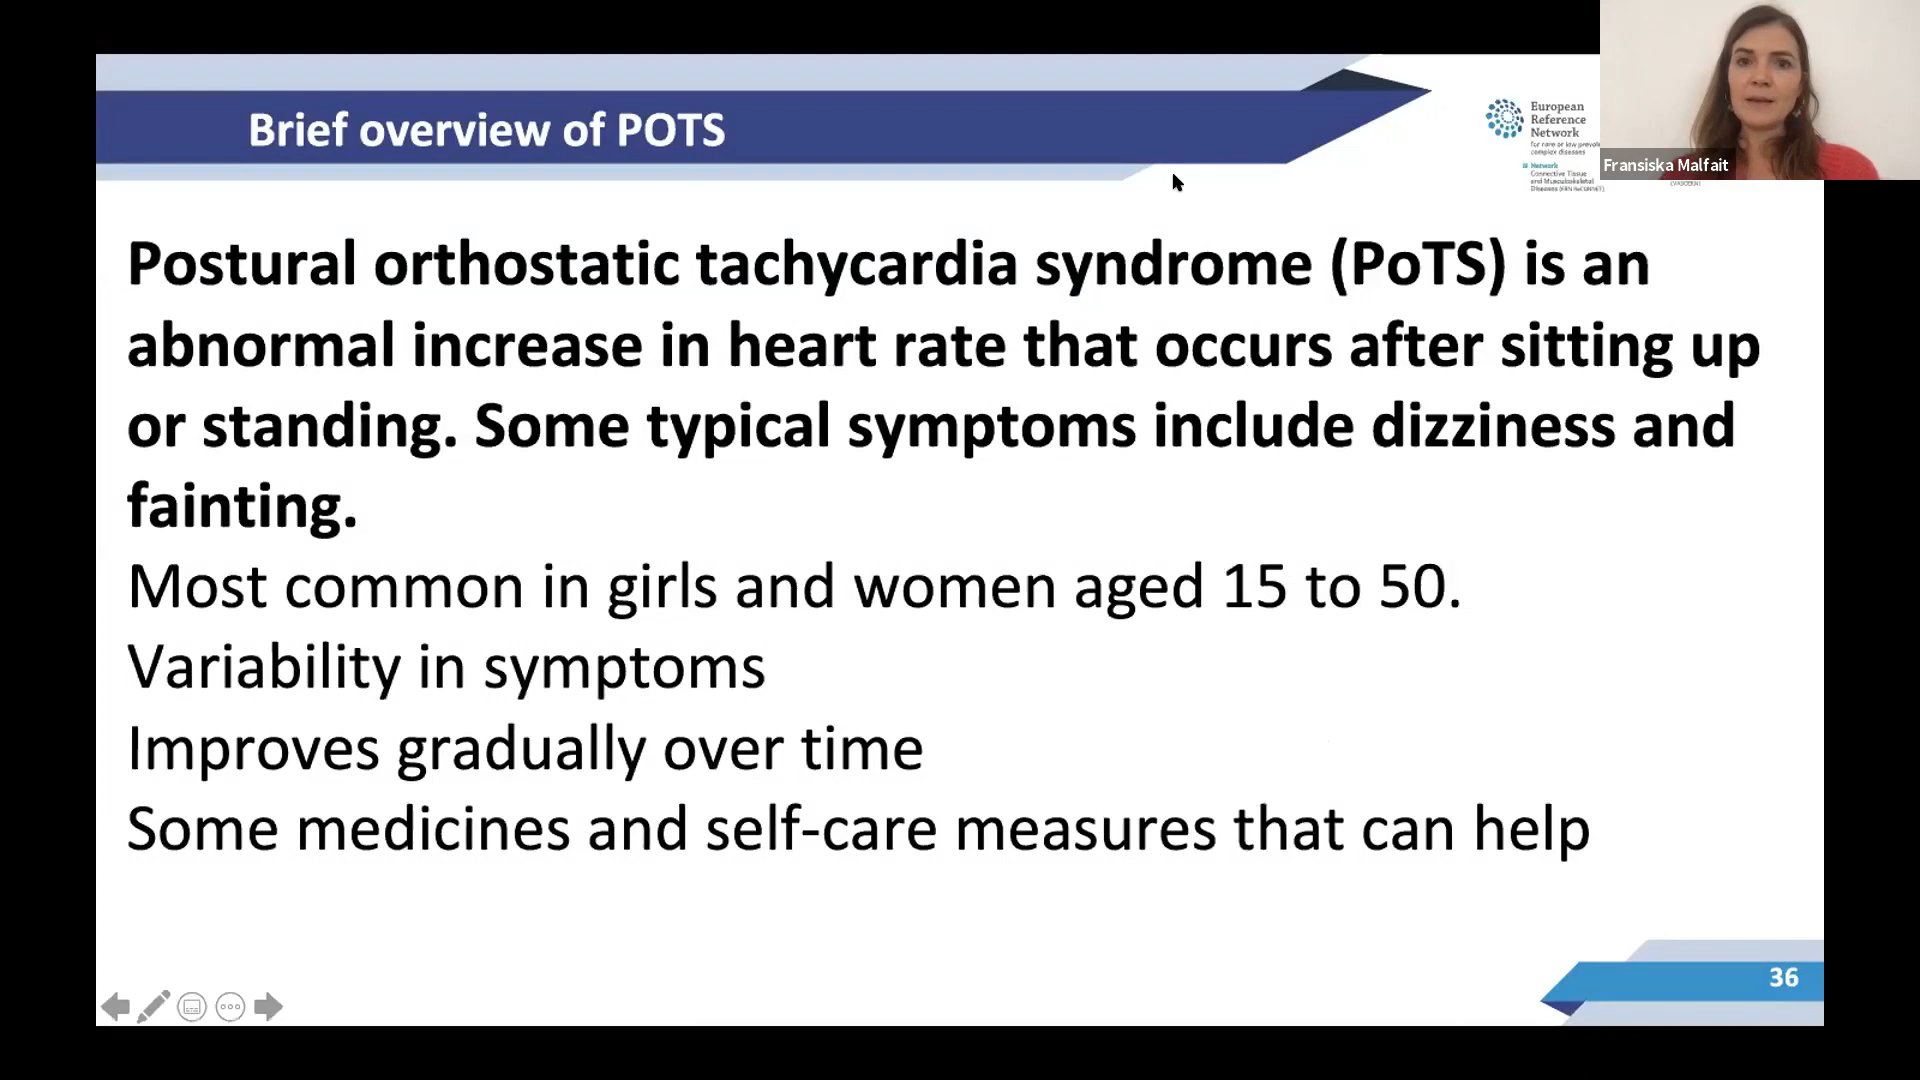 Brief overview of POTS
European
Reference
Network
for rare or low prevale
complex diseases
Network
Connective Tissue
and Musculoskeletal
Diseases (ERN ReCONNET)
(VASCERN)
Fransiska Malfait
Postural orthostatic tachycardia syndrome (PoTS) is an
abnormal increase in heart rate that occurs after sitting up
or standing. Some typical symptoms include dizziness and
fainting.
Most common in girls and women aged 15 to 50.
Variability in symptoms
Improves gradually over time
Some medicines and self-care measures that can help
36